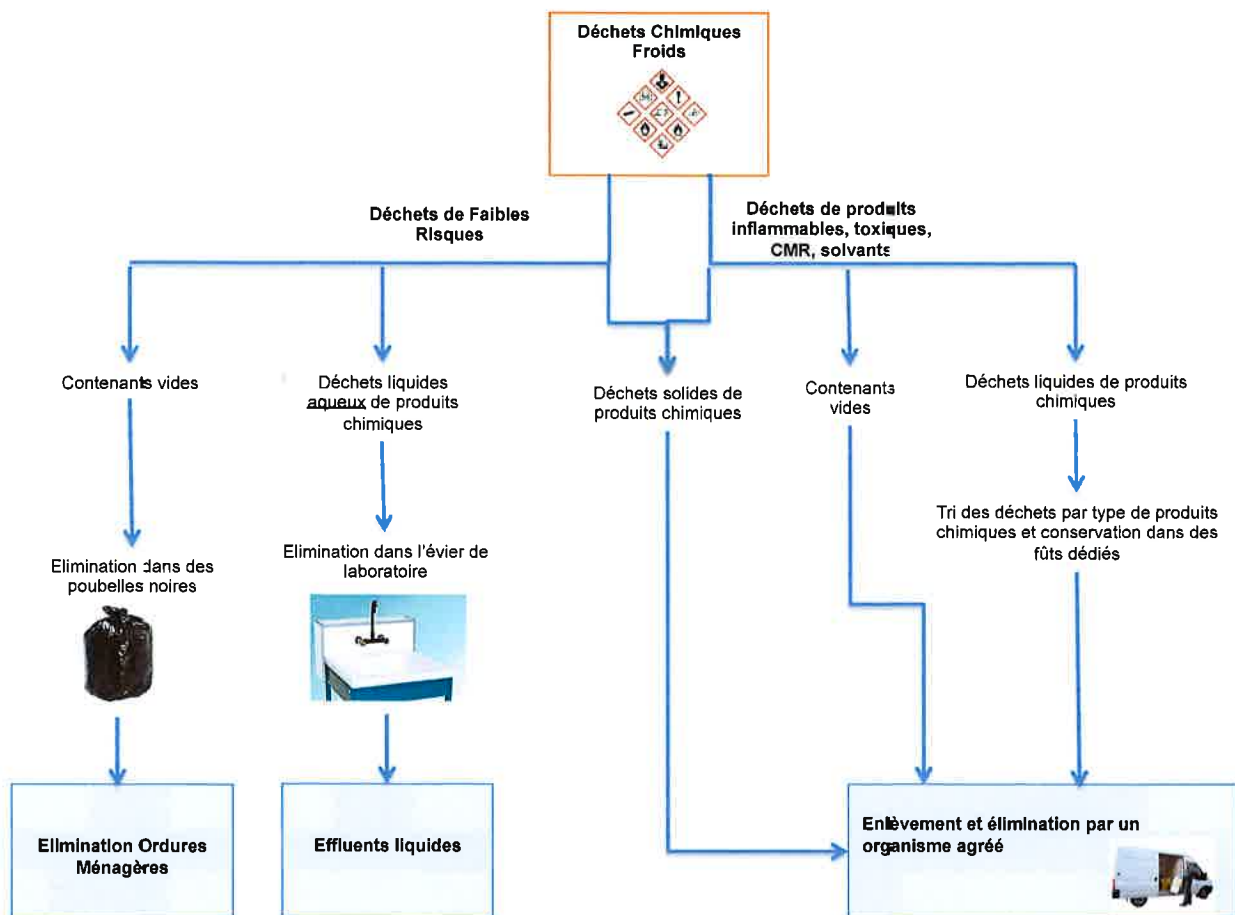 Déchets Chimiques
Froids
Déchets de Faibles
Risques
Déchets de produits
inflammables, toxiques,
CMR, solvants
Contenants vides
Déchets liquides
aqueux de produits
chimiques
Déchets solides de
produits chimiques
Contenants
vides
Déchets liquides de produits
chimiques
Elimination dans des
poubelles noires
Elimination dans l'évier de
laboratoire
Tri des déchets par type de produits
chimiques et conservation dans des
fûts dédiés
Elimination Ordures
Ménagères
Effluents liquides
Enlèvement et élimination par un
organisme agréé